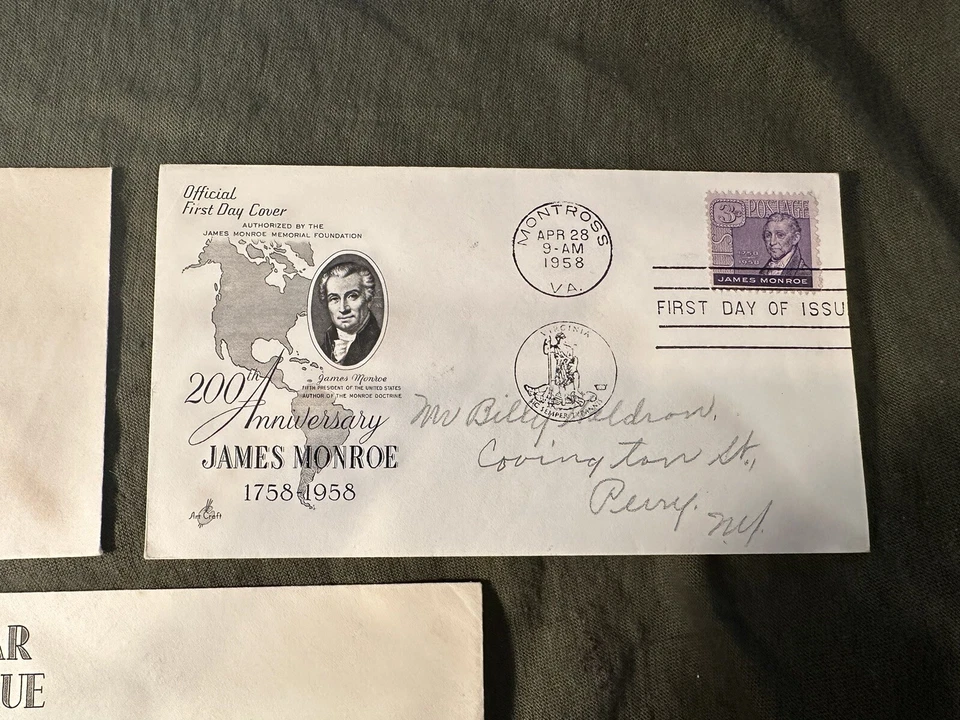 Official
First Day Cover
AUTHORIZED BY THE
JAMES MONROE MEMORIAL FOUNDATION
James Monroe
FIFTH PRESIDENT OF THE UNITED STATES
AUTHOR OF THE MONROE DOCTRINE
200th
Anniversary
JAMES MONROE
1758-1958
Art Craft
MONTROSS
APR 28
9-AM
1958
VA.
VIRGINIA
SIC SEMPER TYRANNIS
3¢ POSTAGE
U.S.
1758
1958
JAMES MONROE
FIRST DAY OF ISSU
Mr Billy
Covington St.,
Perry.
N.Y.
AR
UE